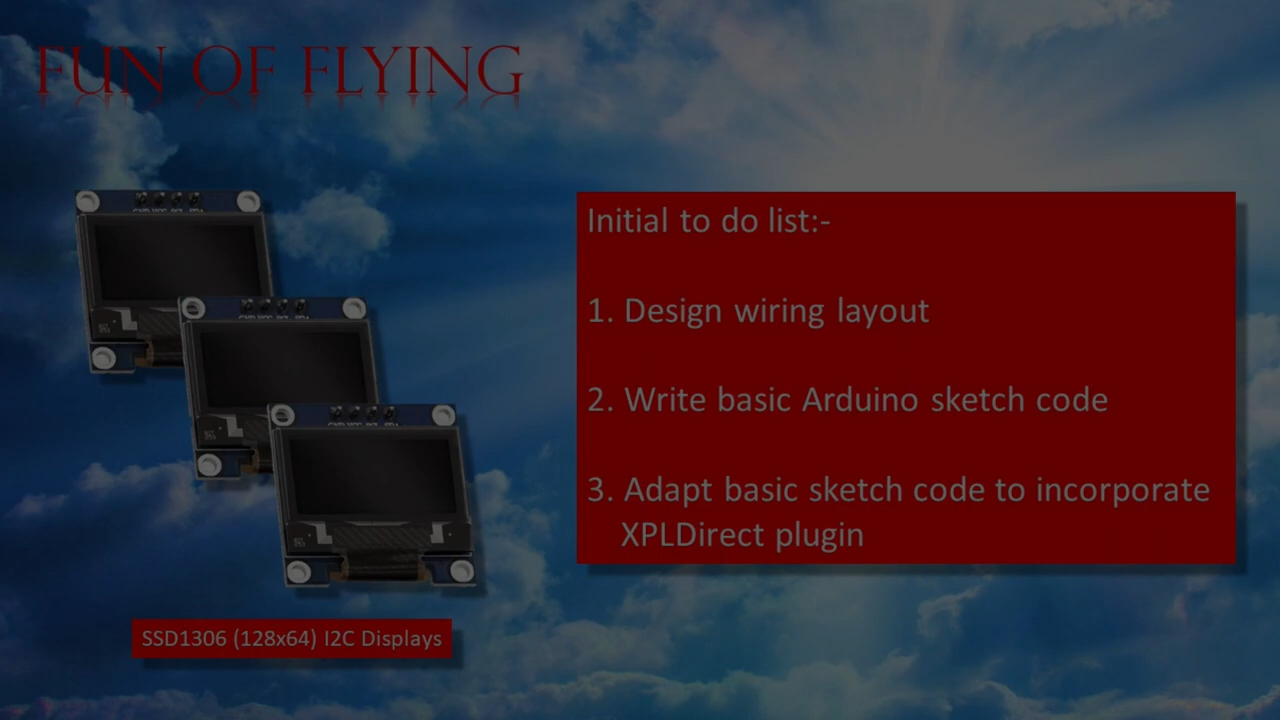 FUN OF FLYING
Initial to do list:-
1. Design wiring layout
2. Write basic Arduino sketch code
3. Adapt basic sketch code to incorporate
XPLDirect plugin
SSD1306 (128x64) I2C Displays